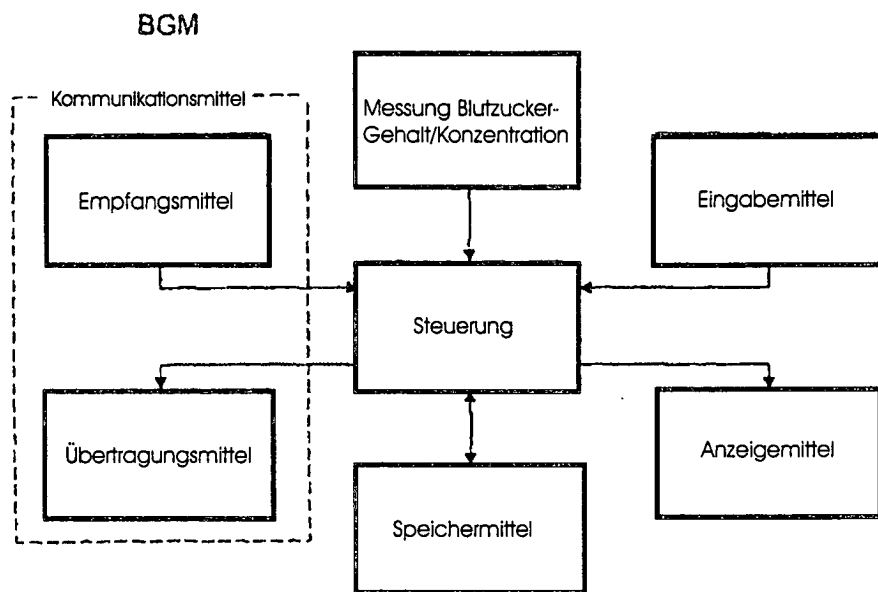 BGM
Kommunikationsmittel
Messung Blutzucker-
Gehalt/Konzentration
Empfangsmittel
Eingabemittel
Steuerung
Übertragungsmittel
Anzeigemittel
Speichermittel